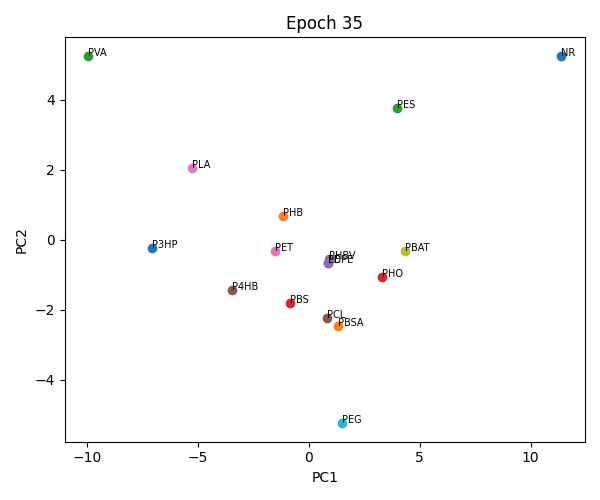 Epoch 35
PVA
NR
PES
PLA
PHB
P3HP
PET
PHBV
PBAT
PHO
P4HB
PBS
PCL
PBSA
PEG
4
2
0
−2
−4
PC2
−10
−5
0
5
10
PC1